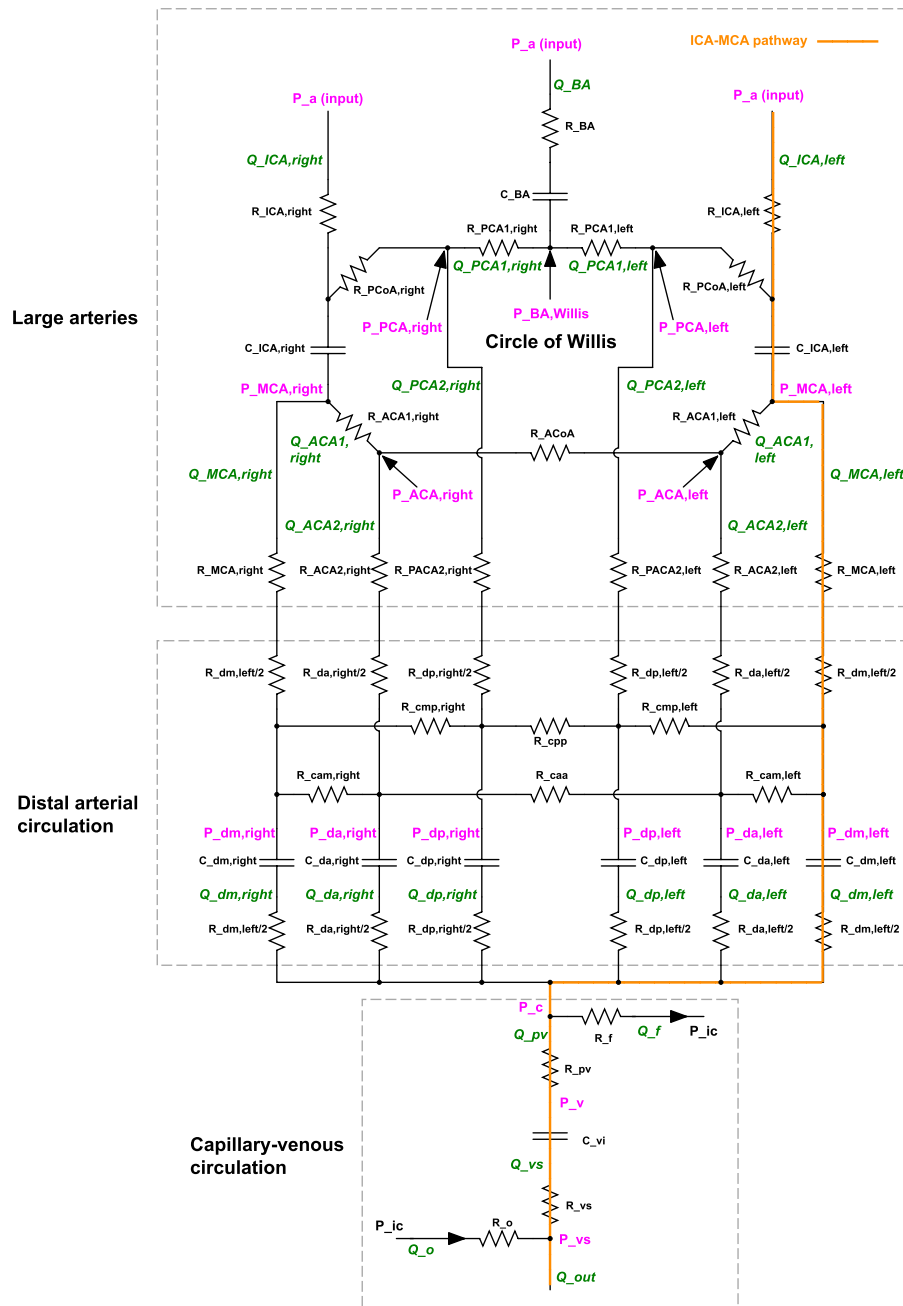 ICA-MCA pathway
P_a (input)
Q_BA
P_a (input)
P_a (input)
R_BA
Q_ICA,right
Q_ICA,left
C_BA
R_ICA,right
R_ICA,left
R_PCA1,right
R_PCA1,left
Q_PCA1,right
Q_PCA1,left
R_PCoA,right
R_PCoA,left
P_BA,Willis
Large arteries
P_PCA,right
P_PCA,left
Circle of Willis
C_ICA,right
C_ICA,left
P_MCA,right
Q_PCA2,right
Q_PCA2,left
P_MCA,left
R_ACA1,right
R_ACA1,left
R_ACoA
Q_ACA1,
right
Q_ACA1,
left
Q_MCA,right
Q_MCA,left
P_ACA,right
P_ACA,left
Q_ACA2,right
Q_ACA2,left
R_MCA,right
R_ACA2,right
R_PACA2,right
R_PACA2,left
R_ACA2,left
R_MCA,left
R_dm,left/2
R_da,right/2
R_dp,right/2
R_dp,left/2
R_da,left/2
R_dm,left/2
R_cmp,right
R_cmp,left
R_cpp
R_cam,right
R_caa
R_cam,left
Distal arterial
circulation
P_dm,right
P_da,right
P_dp,right
P_dp,left
P_da,left
P_dm,left
C_dm,right
C_da,right
C_dp,right
C_dp,left
C_da,left
C_dm,left
Q_dm,right
Q_da,right
Q_dp,right
Q_dp,left
Q_da,left
Q_dm,left
R_dm,left/2
R_da,right/2
R_dp,right/2
R_dp,left/2
R_da,left/2
R_dm,left/2
P_c
Q_pv
R_f
Q_f
P_ic
R_pv
P_v
Capillary-venous
circulation
C_vi
Q_vs
R_vs
P_ic
R_o
Q_o
P_vs
Q_out